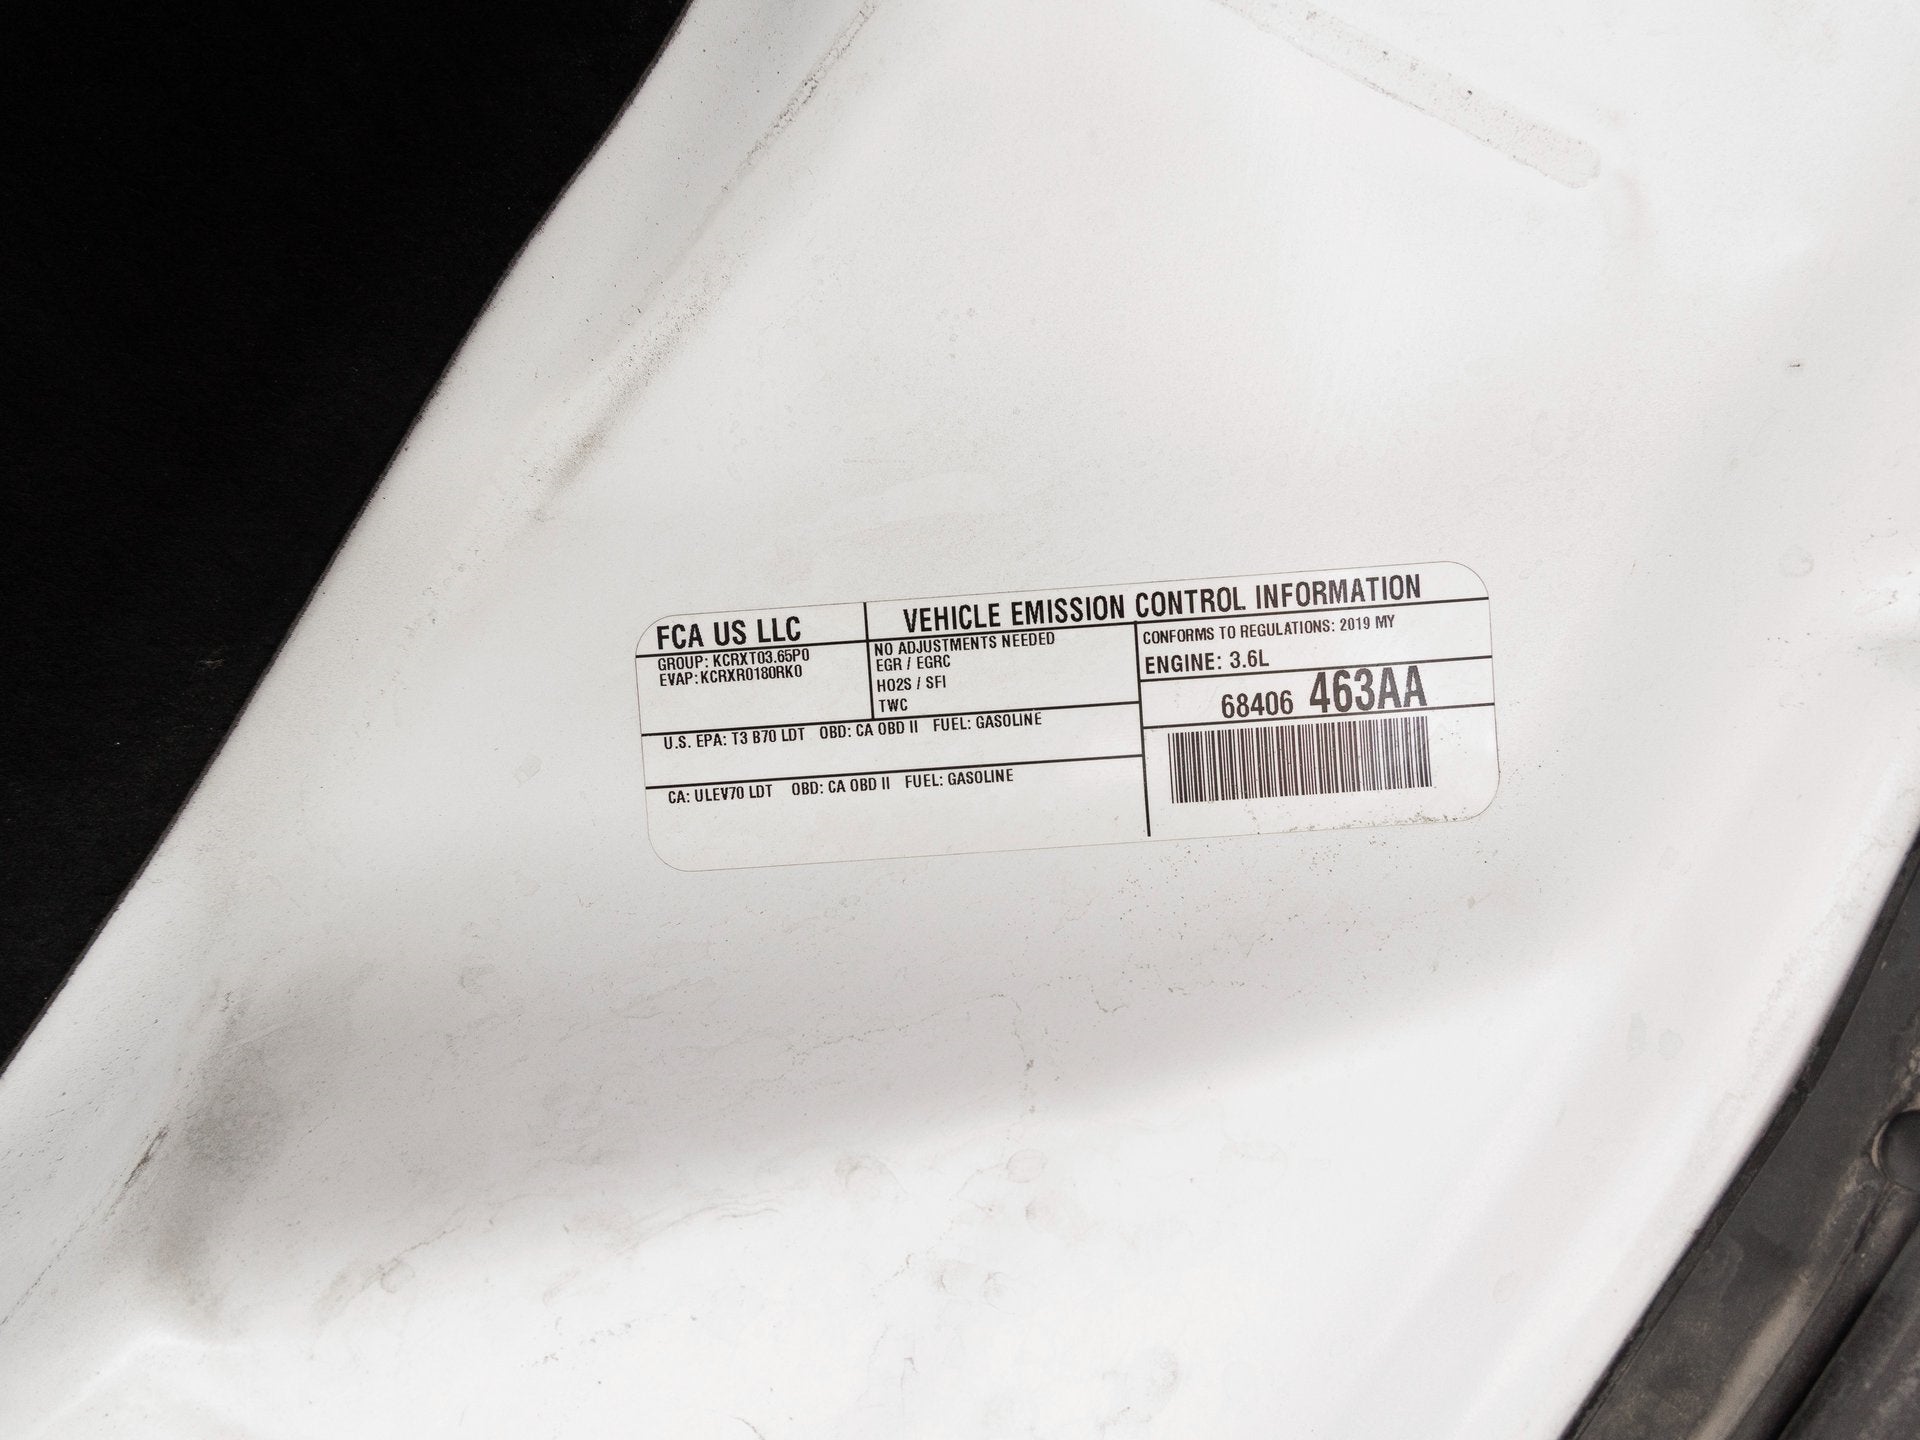 FCA US LLC
VEHICLE EMISSION CONTROL INFORMATION
GROUP: KCRXT03.65P0
EVAP: KCRXR0180RK0
NO ADJUSTMENTS NEEDED
EGR / EGRC
HO2S / SFI
TWC
CONFORMS TO REGULATIONS: 2019 MY
ENGINE: 3.6L
68406 463AA
U.S. EPA: T3 B70 LDT OBD: CA OBD II FUEL: GASOLINE
CA: ULEV70 LDT OBD: CA OBD II FUEL: GASOLINE